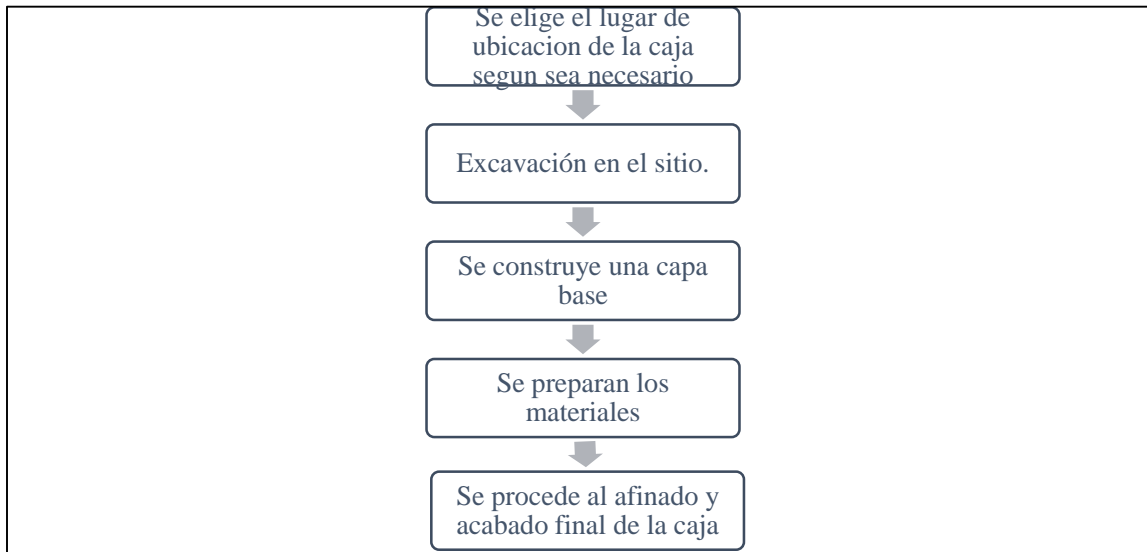 Se elige el lugar de
ubicacion de la caja
segun sea necesario
Excavación en el sitio.
Se construye una capa
base
Se preparan los
materiales
Se procede al afinado y
acabado final de la caja